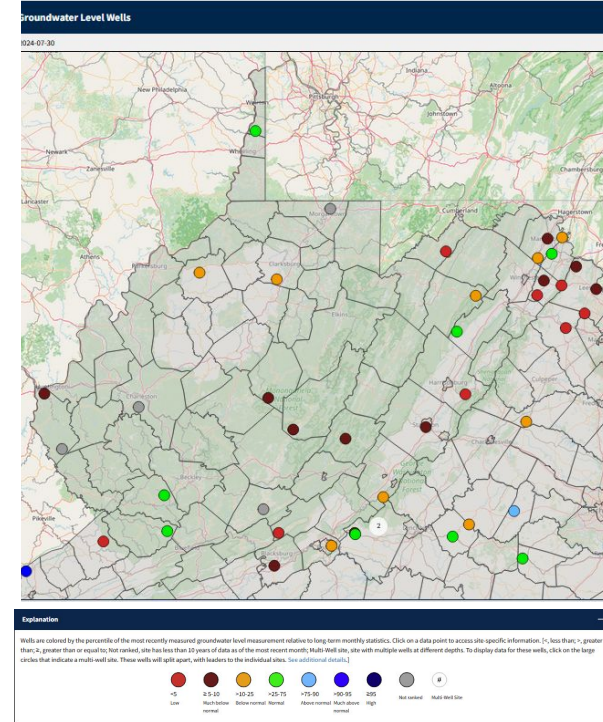 Groundwater Level Wells
2024-07-30
Indiana
New Philadelphia
Pittsburgh
Altoona
Johnstown
Newark
Zanesville
Wheeling
Chambersburg
Lancaster
Cumberland
Hagerstown
Athens
Clarksburg
Elkins
Culpeper
Charleston
Beckley
Pikeville
Blacksburg
2
Explanation
Wells are colored by the percentile of the most recently measured groundwater level measurement relative to long-term monthly statistics. Click on a data point to access site-specific information. [<, less than; >, greater
than; ≥, greater than or equal to; Not ranked, site has less than 10 years of data as of the most recent month; Multi-Well site, site with multiple wells at different depths. To display data for these wells, click on the large
circles that indicate a multi-well site. These wells will split apart, with leaders to the individual sites. See additional details.]
#
<5 ≥5-10 >10-25 >25-75 >75-90 >90-95 ≥95 Not ranked Multi Well Site
Low Much below normal Below normal Normal Above normal Much above normal High